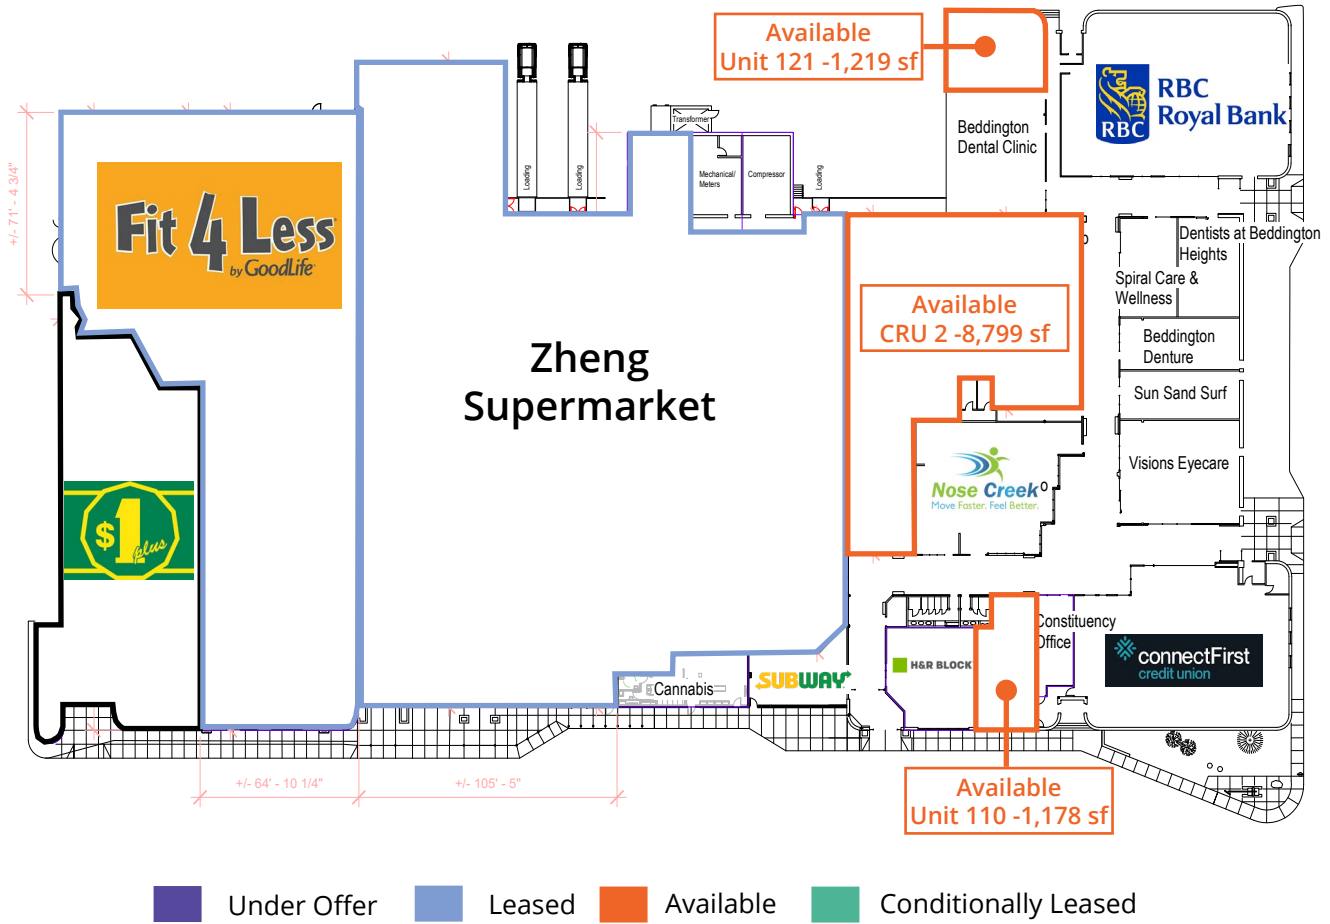 Available
Unit 121 -1,219 sf
RBC
RBC
Royal Bank
Transformer
Beddington
Dental Clinic
+/- 71' - 4 3/4"
Loading
Loading
Mechanical/
Meters
Compressor
Loading
Fit 4 Less
by GoodLife
Dentists at Beddington
Heights
Spiral Care &
Wellness
Available
CRU 2 -8,799 sf
Beddington
Denture
Zheng
Supermarket
Sun Sand Surf
Visions Eyecare
Nose Creek
Move Faster. Feel Better.
$1
plus
Constituency
Office
connectFirst
credit union
H&R BLOCK
Cannabis
SUBWAY
+/- 64' - 10 1/4"
+/- 105' - 5"
Available
Unit 110 -1,178 sf
Under Offer
Leased
Available
Conditionally Leased